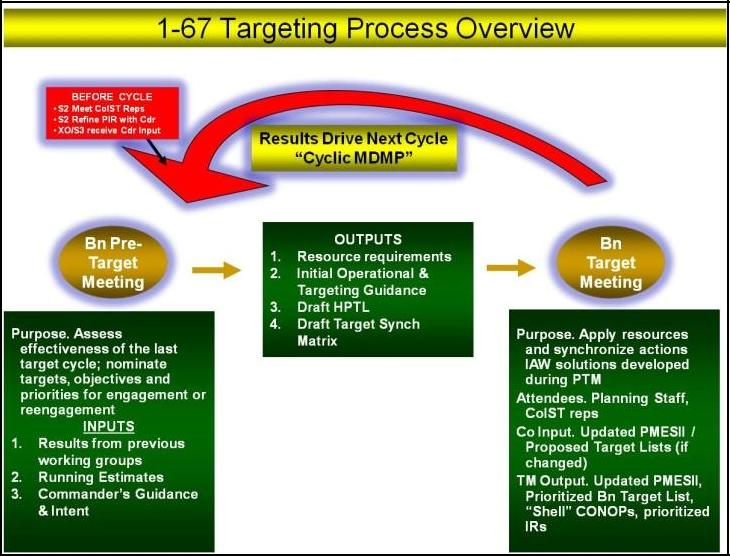 1-67 Targeting Process Overview
BEFORE CYCLE
• S2 Meet CoIST Reps
• S2 Refine PIR with Cdr
• XO/S3 receive Cdr Input
Results Drive Next Cycle
“Cyclic MDMP”
Bn Pre-
Target
Meeting
Purpose. Assess
effectiveness of the last
target cycle; nominate
targets, objectives and
priorities for engagement or
reengagement
INPUTS
1. Results from previous
working groups
2. Running Estimates
3. Commander’s Guidance
& Intent
OUTPUTS
1. Resource requirements
2. Initial Operational &
Targeting Guidance
3. Draft HPTL
4. Draft Target Synch
Matrix
Bn
Target
Meeting
Purpose. Apply resources
and synchronize actions
IAW solutions developed
during PTM
Attendees. Planning Staff,
CoIST reps
Co Input. Updated PMESII /
Proposed Target Lists (if
changed)
TM Output. Updated PMESII,
Prioritized Bn Target List,
“Shell” CONOPs, prioritized
IRs